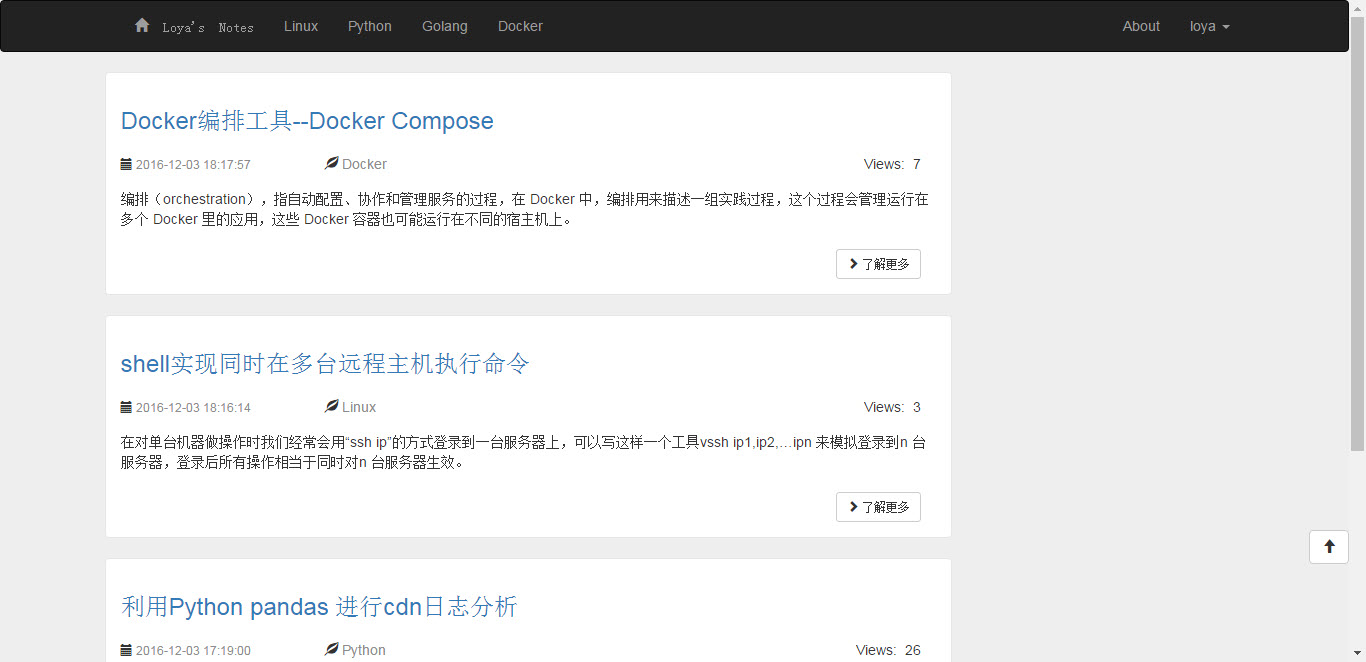 Loya's Notes Linux Python Golang Docker About loya
Docker编排工具--Docker Compose
2016-12-03 18:17:57 Docker Views: 7
编排（orchestration），指自动配置、协作和管理服务的过程，在 Docker 中，编排用来描述一组实践过程，这个过程会管理运行在
多个 Docker 里的应用，这些 Docker 容器也可能运行在不同的宿主机上。
了解更多
shell实现同时在多台远程主机执行命令
2016-12-03 18:16:14 Linux Views: 3
在对单台机器做操作时我们经常会用“ssh ip”的方式登录到一台服务器上，可以写这样一个工具vssh ip1,ip2,…ipn 来模拟登录到n 台
服务器，登录后所有操作相当于同时对n 台服务器生效。
了解更多
利用Python pandas 进行cdn日志分析
2016-12-03 17:19:00 Python Views: 26